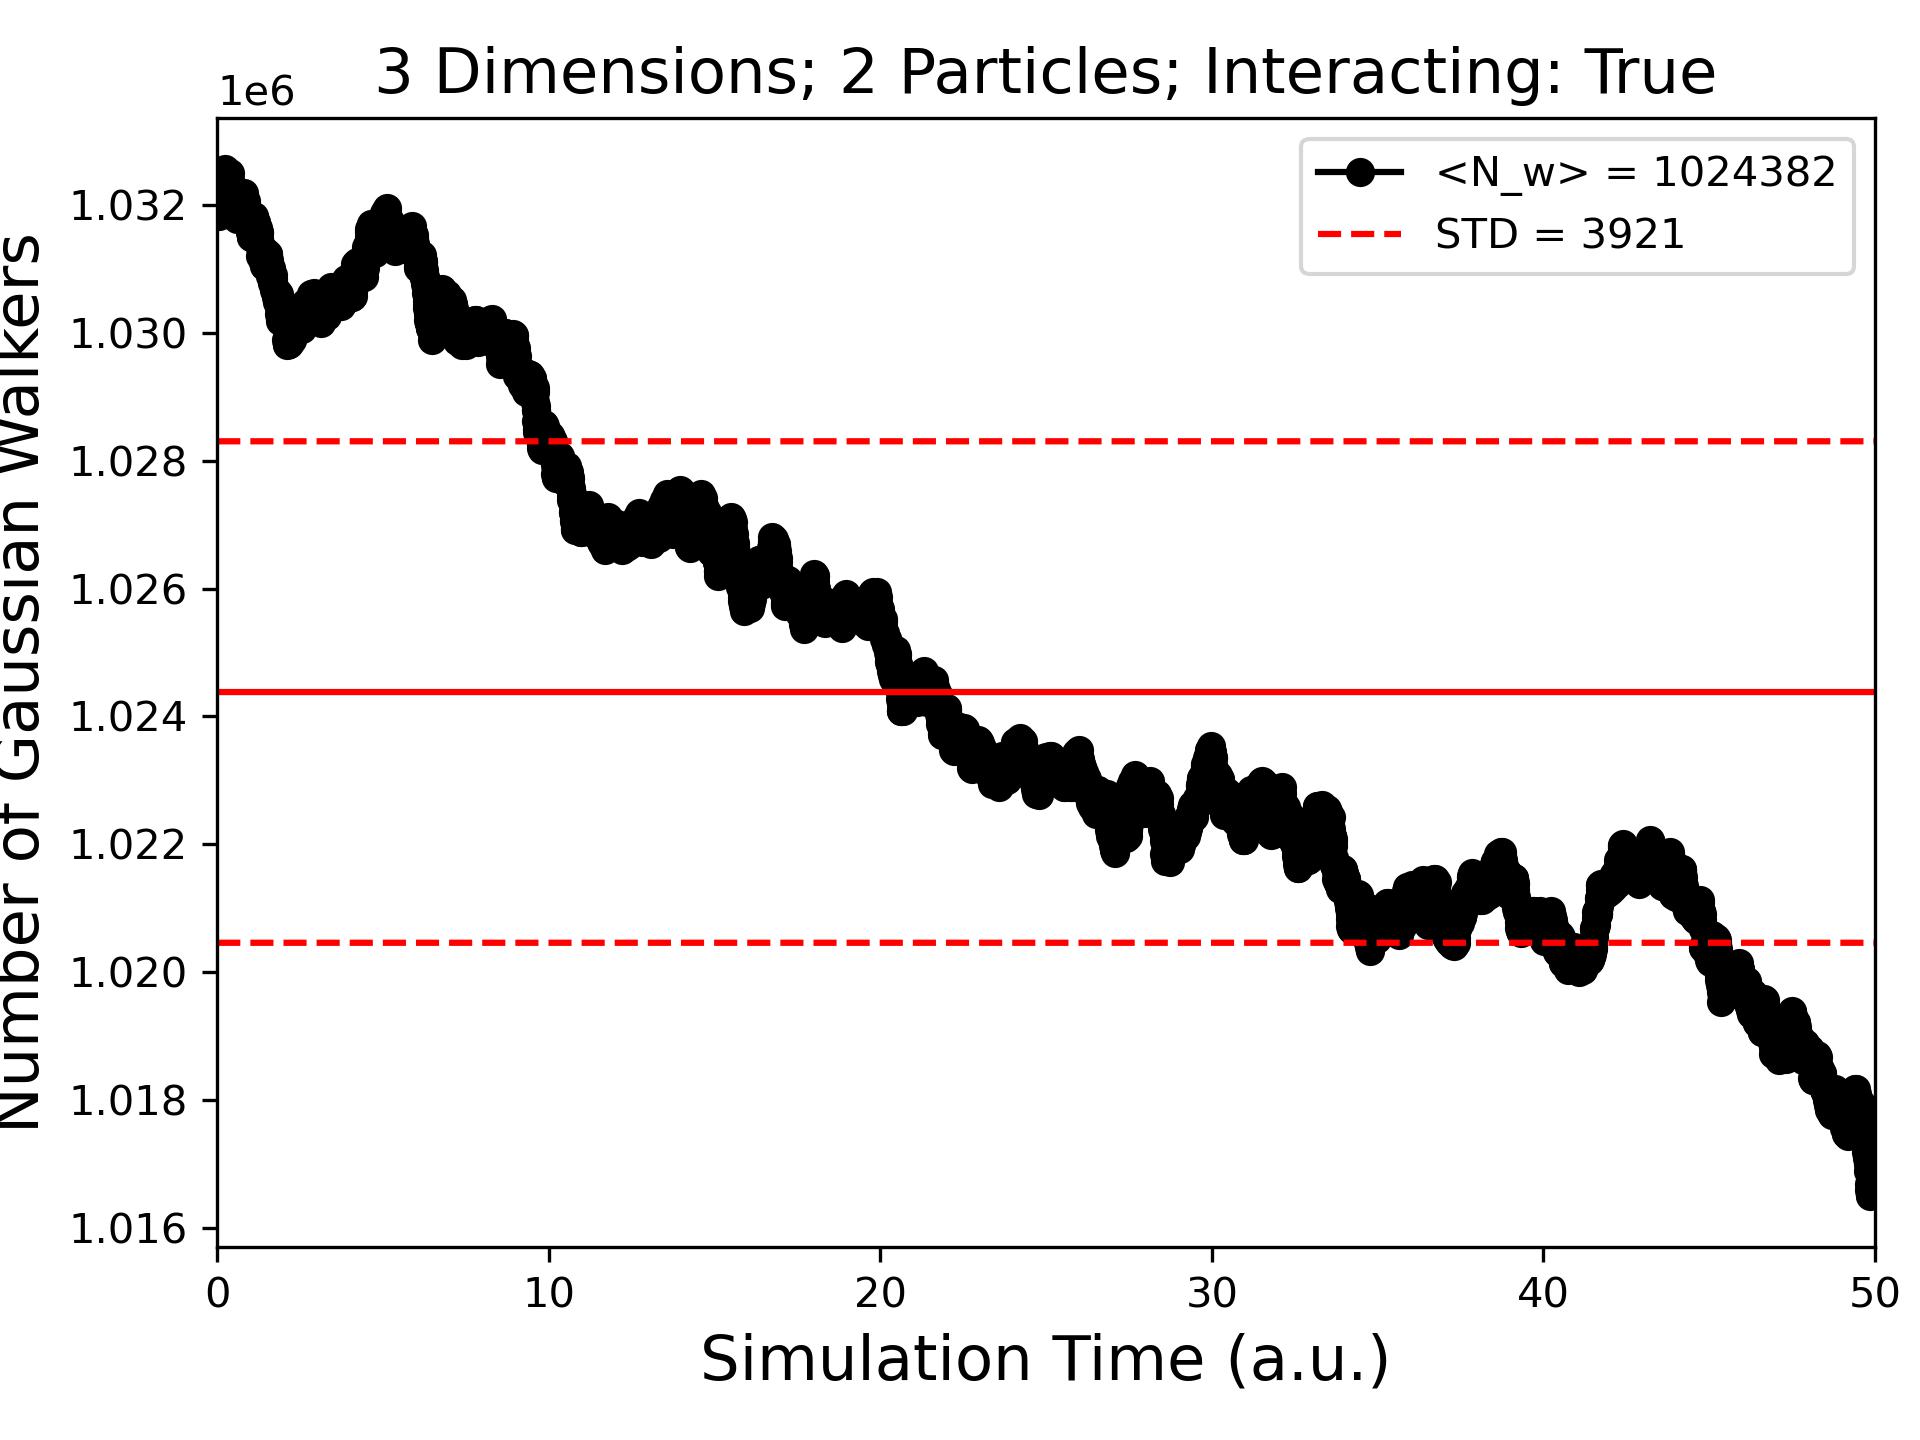 3 Dimensions; 2 Particles; Interacting: True
1e6
<N_w> = 1024382
STD = 3921
Number of Gaussian Walkers
1.032
1.030
1.028
1.026
1.024
1.022
1.020
1.018
1.016
0 10 20 30 40 50
Simulation Time (a.u.)